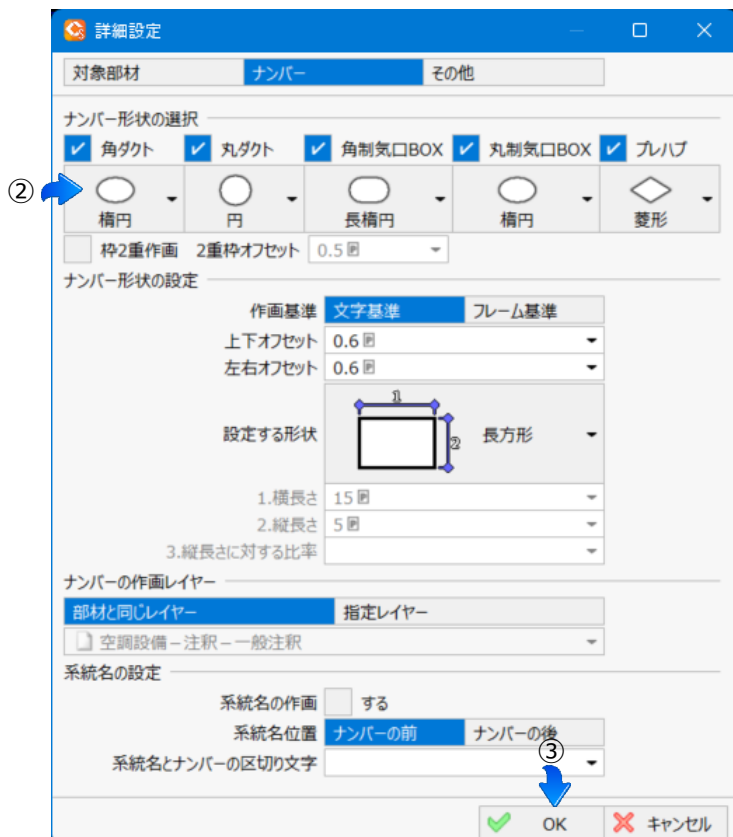 詳細設定
対象部材 ナンバー その他
ナンバー形状の選択
角ダクト 丸ダクト 角制気口BOX 丸制気口BOX プレハブ
②
楕円 円 長楕円 楕円 菱形
枠2重作画 2重枠オフセット 0.5 P
ナンバー形状の設定
作画基準 文字基準 フレーム基準
上下オフセット 0.6 P
左右オフセット 0.6 P
1
設定する形状 2 長方形
1.横長さ 15 P
2.縦長さ 5 P
3.縦長さに対する比率
ナンバーの作画レイヤー
部材と同じレイヤー 指定レイヤー
空調設備－注釈－一般注釈
系統名の設定
系統名の作画 する
系統名位置 ナンバーの前 ナンバーの後
③
系統名とナンバーの区切り文字
OK キャンセル